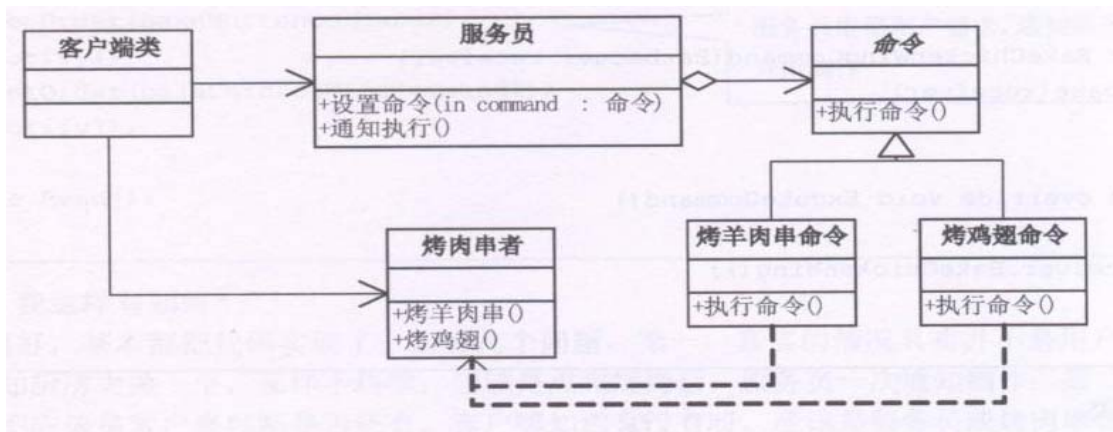 客户端类
服务员
+设置命令(in command : 命令)
+通知执行()
命令
+执行命令()
烤肉串者
+烤羊肉串()
+烤鸡翅()
烤羊肉串命令
+执行命令()
烤鸡翅命令
+执行命令()